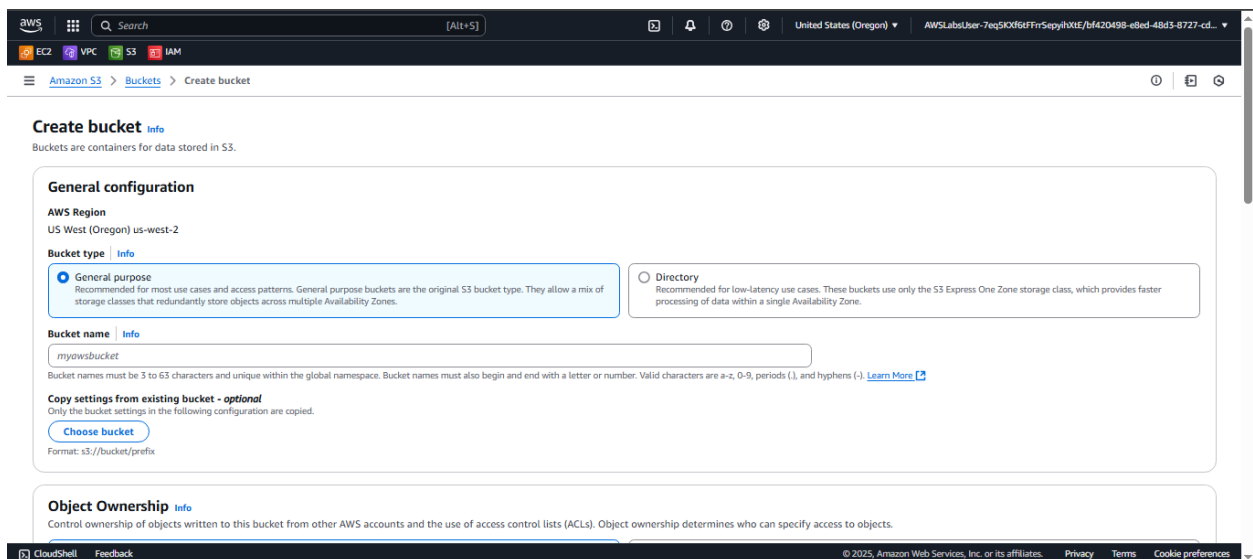 aws
Search [Alt+S] United States (Oregon) AWSLabsUser-7eq5KXf6tFFrrSepyihXtE/bf420498-e8ed-48d3-8727-cd...
EC2 VPC S3 IAM
Amazon S3 > Buckets > Create bucket
Create bucket Info
Buckets are containers for data stored in S3.
General configuration
AWS Region
US West (Oregon) us-west-2
Bucket type Info
General purpose
Recommended for most use cases and access patterns. General purpose buckets are the original S3 bucket type. They allow a mix of
storage classes that redundantly store objects across multiple Availability Zones.
Directory
Recommended for low-latency use cases. These buckets use only the S3 Express One Zone storage class, which provides faster
processing of data within a single Availability Zone.
Bucket name Info
myawsbucket
Bucket names must be 3 to 63 characters and unique within the global namespace. Bucket names must also begin and end with a letter or number. Valid characters are a-z, 0-9, periods (.), and hyphens (-). Learn More
Copy settings from existing bucket - optional
Only the bucket settings in the following configuration are copied.
Choose bucket
Format: s3://bucket/prefix
Object Ownership Info
Control ownership of objects written to this bucket from other AWS accounts and the use of access control lists (ACLs). Object ownership determines who can specify access to objects.
CloudShell Feedback © 2025, Amazon Web Services, Inc. or its affiliates. Privacy Terms Cookie preferences